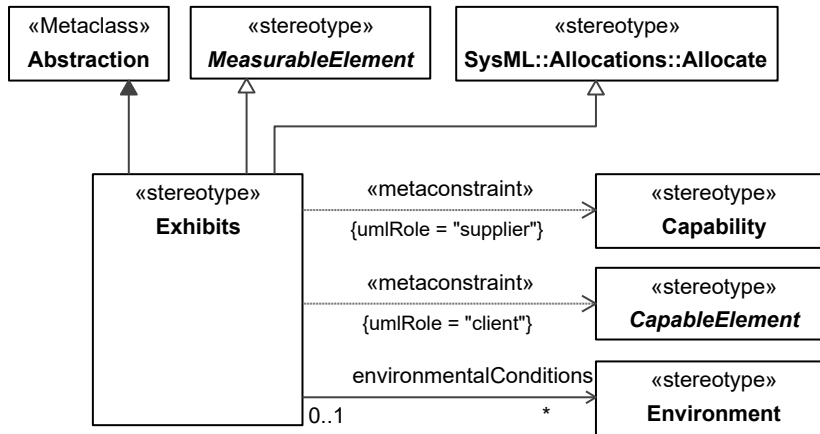 «Metaclass»
Abstraction
«stereotype»
MeasurableElement
«stereotype»
SysML::Allocations::Allocate
«stereotype»
Exhibits
«metaconstraint»
{umlRole = "supplier"}
«stereotype»
Capability
«metaconstraint»
{umlRole = "client"}
«stereotype»
CapableElement
environmentalConditions
0..1
*
«stereotype»
Environment